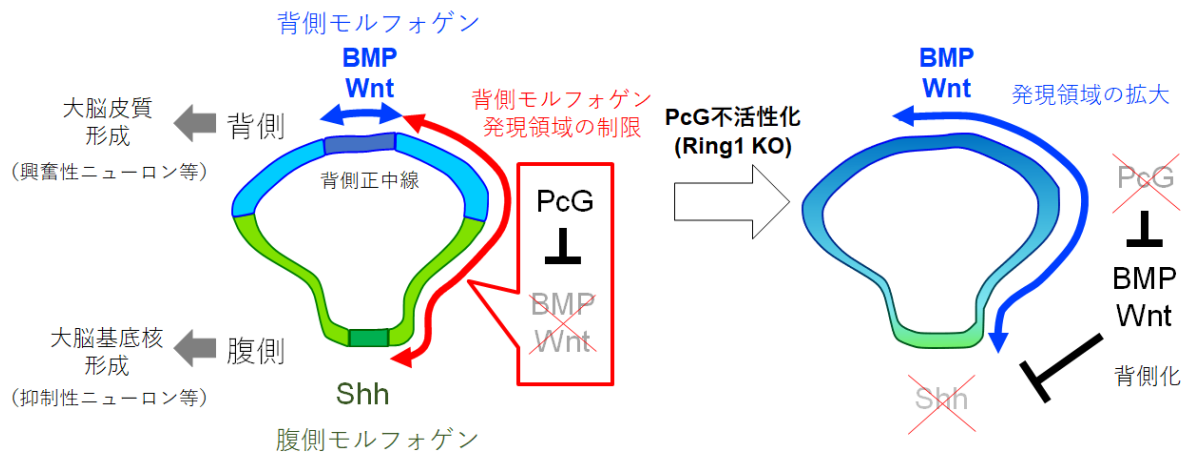 背側モルフォゲン
BMP
Wnt
大脳皮質
形成
(興奮性ニューロン等)
背側
背側正中線
背側モルフォゲン
発現領域の制限
PcG
BMP
Wnt
大脳基底核
形成
(抑制性ニューロン等)
腹側
Shh
腹側モルフォゲン
PcG不活性化
(Ring1 KO)
BMP
Wnt
発現領域の拡大
PcG
BMP
Wnt
背側化
Shh